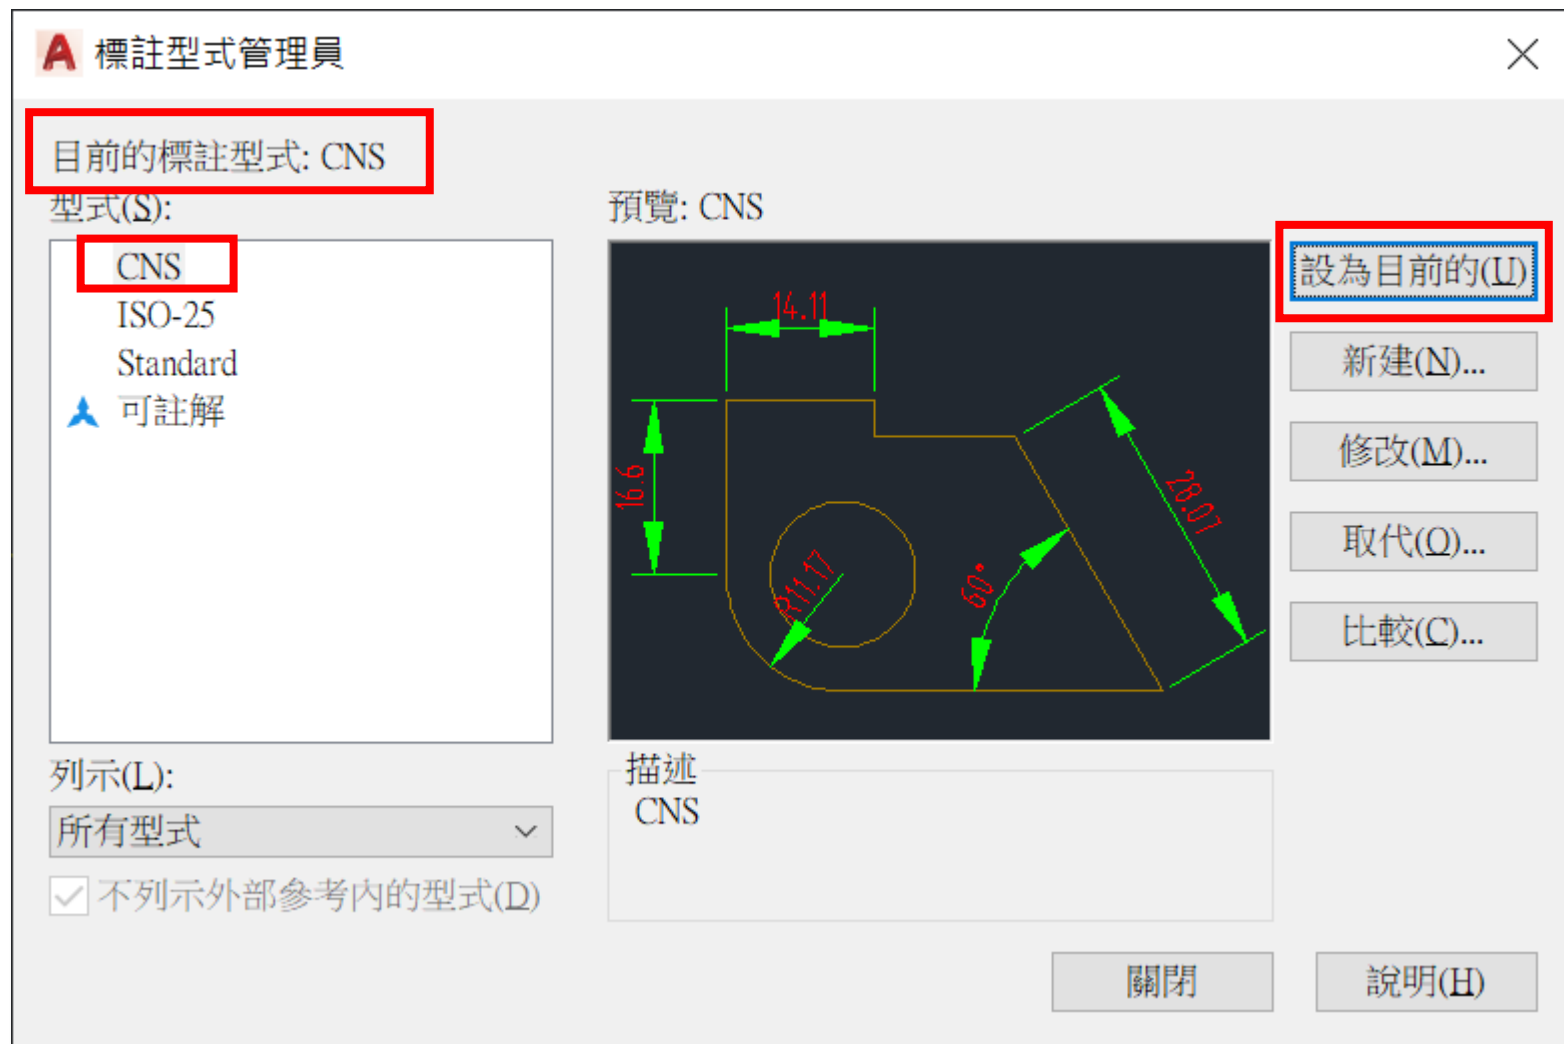 標註型式管理員
目前的標註型式: CNS
型式(S):
CNS
ISO-25
Standard
可註解
預覽: CNS
14.11
16.6
R11.17
60°
28.07
設為目前的(U)
新建(N)...
修改(M)...
取代(O)...
比較(C)...
列示(L):
所有型式
不列示外部參考內的型式(D)
描述
CNS
關閉
說明(H)